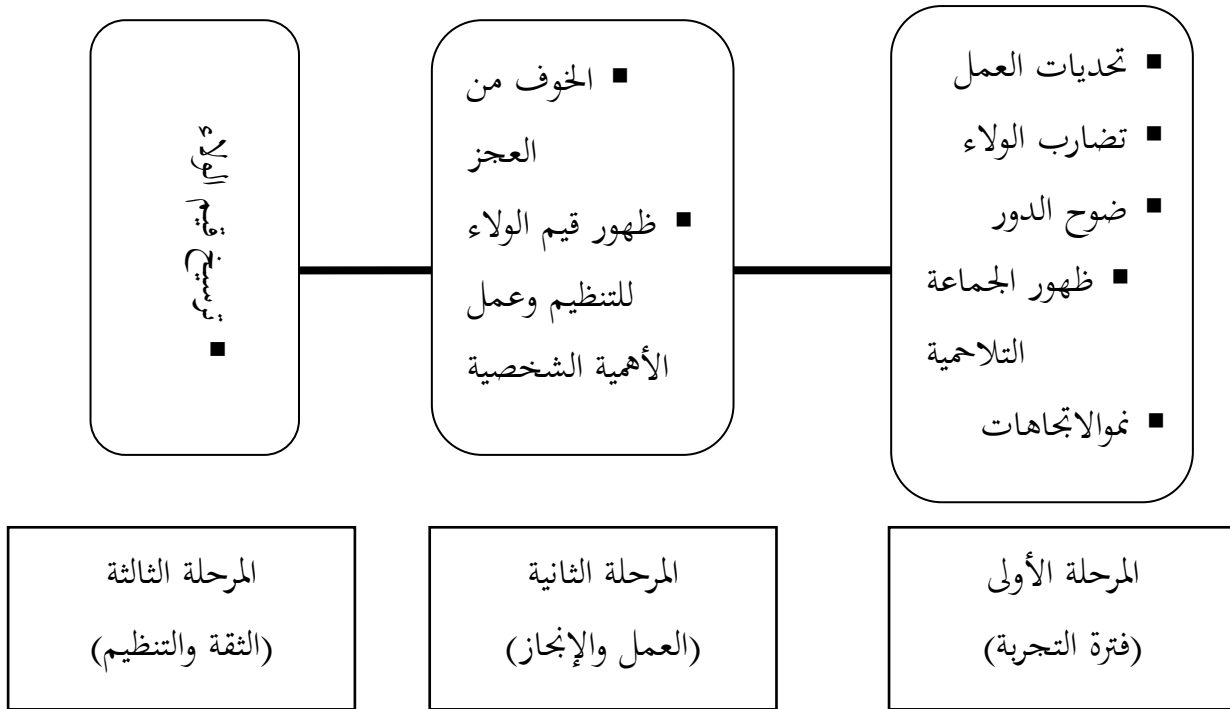 ▪ تحديات العمل
▪ تضارب الولاء
▪ ضوح الدور
▪ ظهور الجماعة
التلاحمية
▪ نموالاتجاهات
▪ الخوف من
العجز
▪ ظهور قيم الولاء
للتنظيم وعمل
الأهمية الشخصية
▪ ترسيخ قيم الولاء
المرحلة الأولى
(فترة التجربة)
المرحلة الثانية
(العمل والإنجاز)
المرحلة الثالثة
(الثقة والتنظيم)